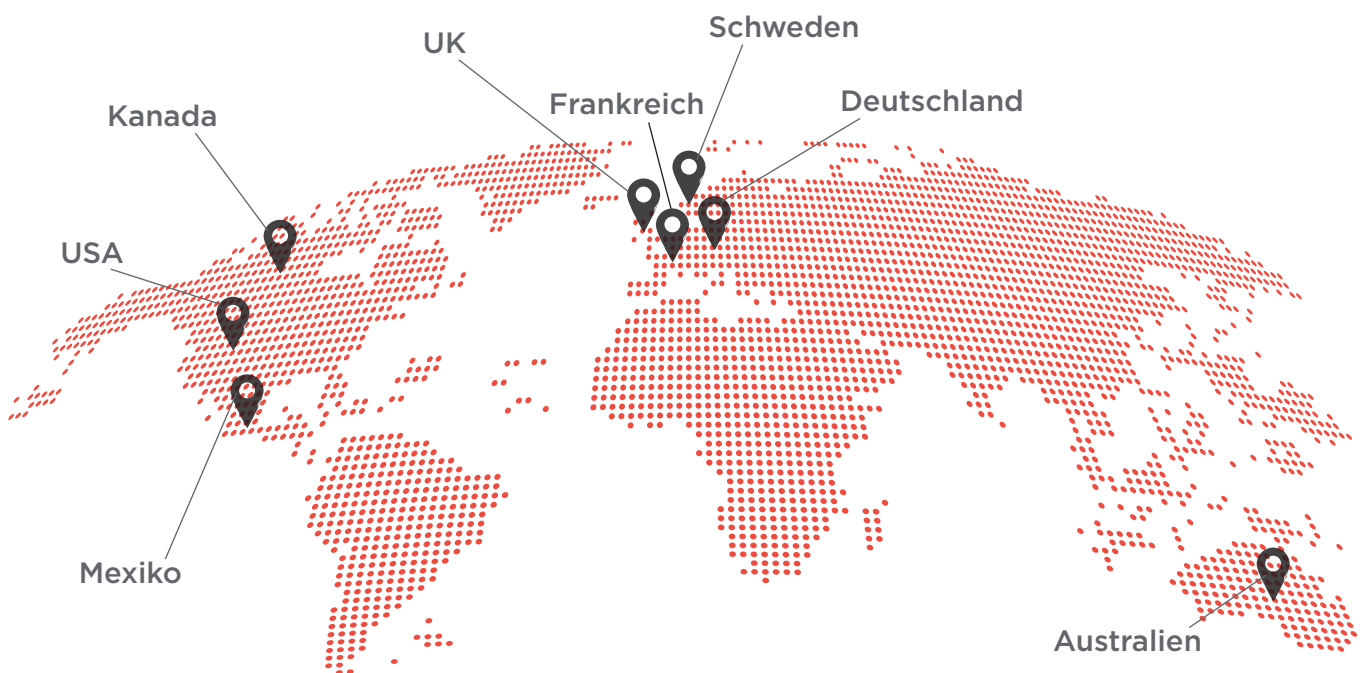 Schweden
UK
Frankreich
Deutschland
Kanada
USA
Mexiko
Australien